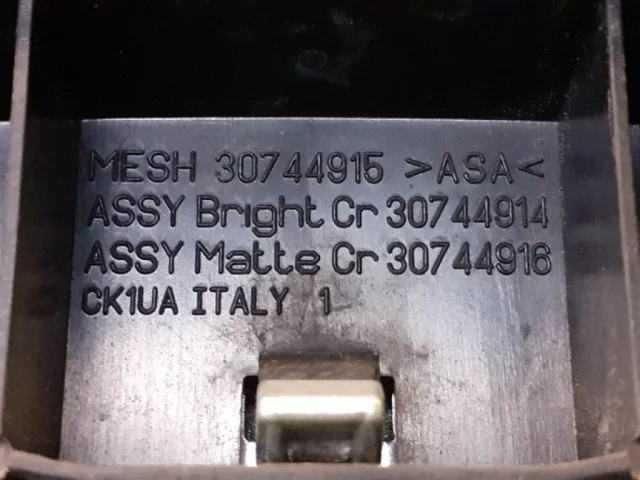 MESH 30744915 >ASA<
ASSY Bright Cr 30744914
ASSY Matte Cr 30744916
CK1UA ITALY 1